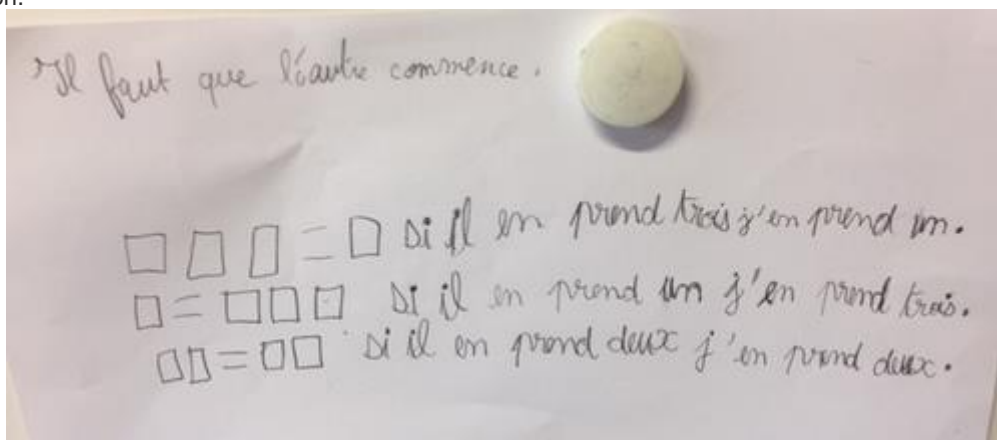 Il faut que l'autre commence.
□ □ □ = □ si il en prend trois j'en prend un.
□ = □□□ si il en prend un j'en prend trois.
□□ = □□ si il en prend deux j'en prend deux.